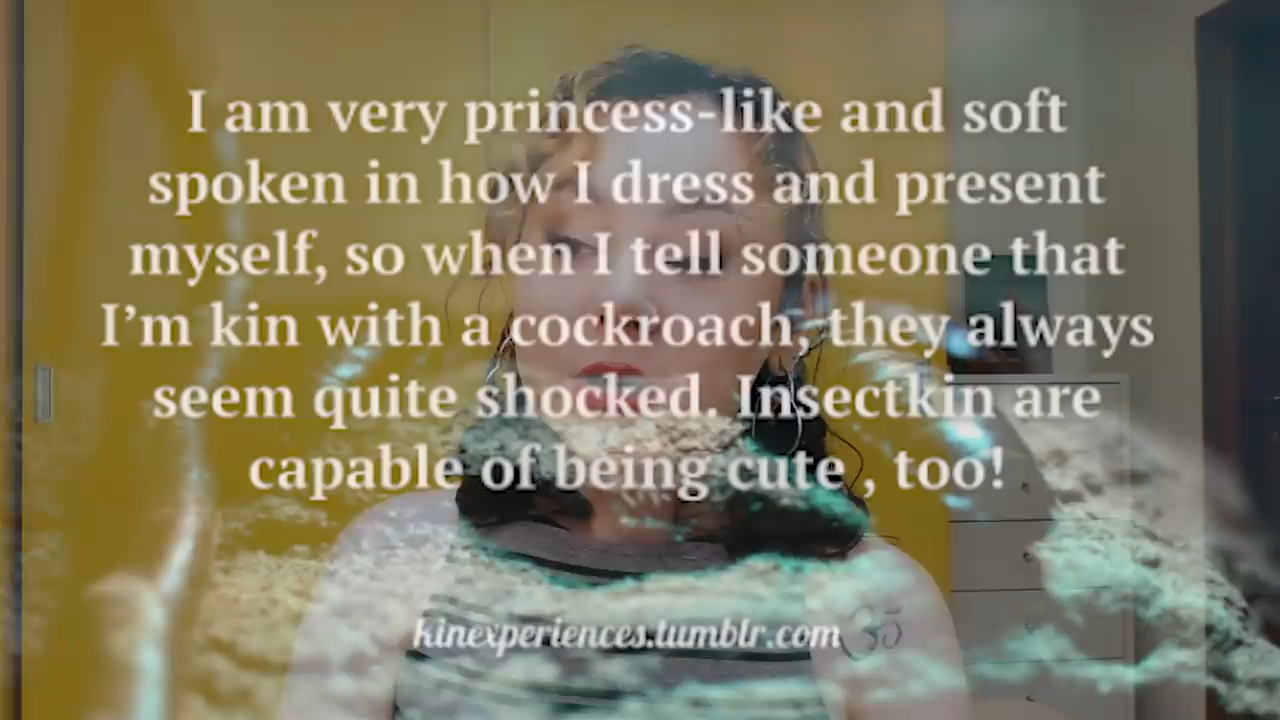 I am very princess-like and soft
spoken in how I dress and present
myself, so when I tell someone that
I'm kin with a cockroach, they always
seem quite shocked. Insectkin are
capable of being cute , too!
kinexperiences.tumblr.com